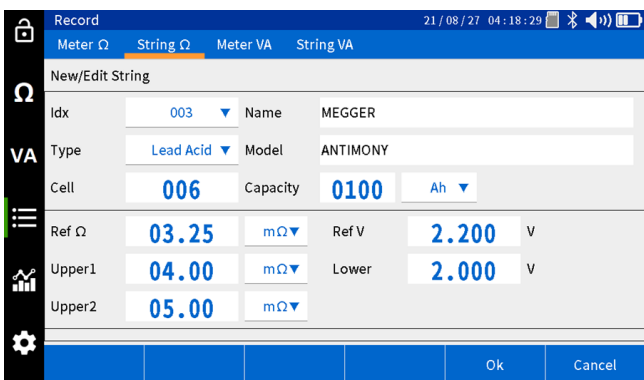 Record 21/08/27 04:18:29
Meter Ω String Ω Meter VA String VA
New/Edit String
Ω
Idx 003 ▼ Name MEGGER
VA
Type Lead Acid ▼ Model ANTIMONY
Cell 006 Capacity 0100 Ah ▼
Ref Ω 03.25 mΩ▼ Ref V 2.200 V
Upper1 04.00 mΩ▼ Lower 2.000 V
Upper2 05.00 mΩ▼
Ok Cancel